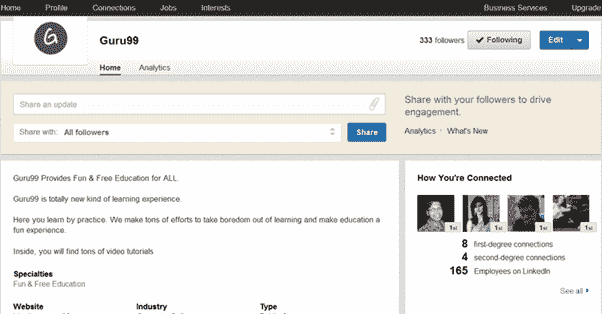 Home Profile Connections Jobs Interests Business Services Upgrade
G
Guru99
333 followers Following Edit
Home Analytics
Share an update
Share with: All followers Share
Share with your followers to drive
engagement.
Analytics · What's New
Guru99 Provides Fun & Free Education for ALL.
Guru99 is totally new kind of learning experience.
Here you learn by practice. We make tons of efforts to take boredom out of learning and make education a
fun experience.
Inside, you will find tons of video tutorials
Specialties
Fun & Free Education
Website Industry Type
How You're Connected
1st 1st 1st 1st
8 first-degree connections
4 second-degree connections
165 Employees on LinkedIn
See all